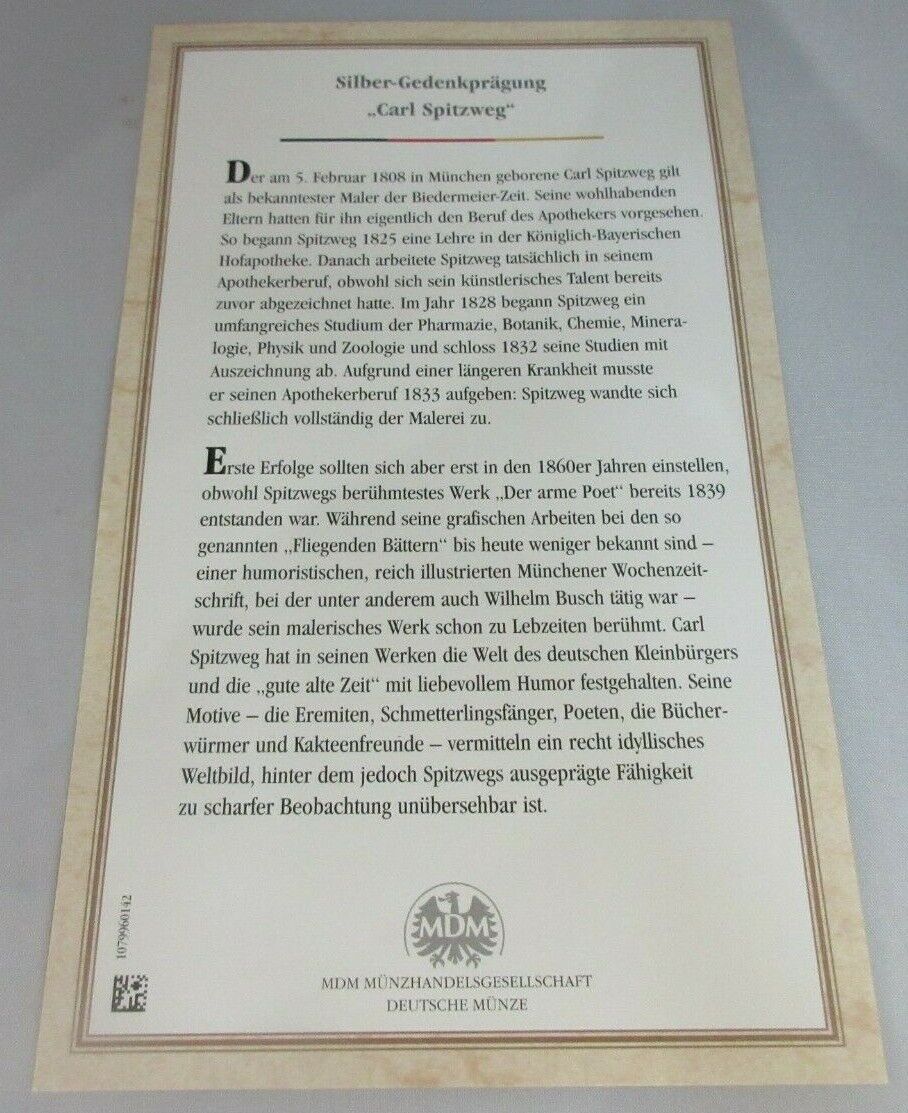 Silber-Gedenkprägung
„Carl Spitzweg“
Der am 5. Februar 1808 in München geborene Carl Spitzweg gilt
als bekanntester Maler der Biedermeier-Zeit. Seine wohlhabenden
Eltern hatten für ihn eigentlich den Beruf des Apothekers vorgesehen.
So begann Spitzweg 1825 eine Lehre in der Königlich-Bayerischen
Hofapotheke. Danach arbeitete Spitzweg tatsächlich in seinem
Apothekerberuf, obwohl sich sein künstlerisches Talent bereits
zuvor abgezeichnet hatte. Im Jahr 1828 begann Spitzweg ein
umfangreiches Studium der Pharmazie, Botanik, Chemie, Minera-
logie, Physik und Zoologie und schloss 1832 seine Studien mit
Auszeichnung ab. Aufgrund einer längeren Krankheit musste
er seinen Apothekerberuf 1833 aufgeben: Spitzweg wandte sich
schließlich vollständig der Malerei zu.
Erste Erfolge sollten sich aber erst in den 1860er Jahren einstellen,
obwohl Spitzwegs berühmtestes Werk „Der arme Poet“ bereits 1839
entstanden war. Während seine grafischen Arbeiten bei den so
genannten „Fliegenden Bättern“ bis heute weniger bekannt sind –
einer humoristischen, reich illustrierten Münchener Wochenzeit-
schrift, bei der unter anderem auch Wilhelm Busch tätig war –
wurde sein malerisches Werk schon zu Lebzeiten berühmt. Carl
Spitzweg hat in seinen Werken die Welt des deutschen Kleinbürgers
und die „gute alte Zeit“ mit liebevollem Humor festgehalten. Seine
Motive – die Eremiten, Schmetterlingsfänger, Poeten, die Bücher-
würmer und Kakteenfreunde – vermitteln ein recht idyllisches
Weltbild, hinter dem jedoch Spitzwegs ausgeprägte Fähigkeit
zu scharfer Beobachtung unübersehbar ist.
1079960142
MDM
MDM MÜNZHANDELSGESELLSCHAFT
DEUTSCHE MÜNZE